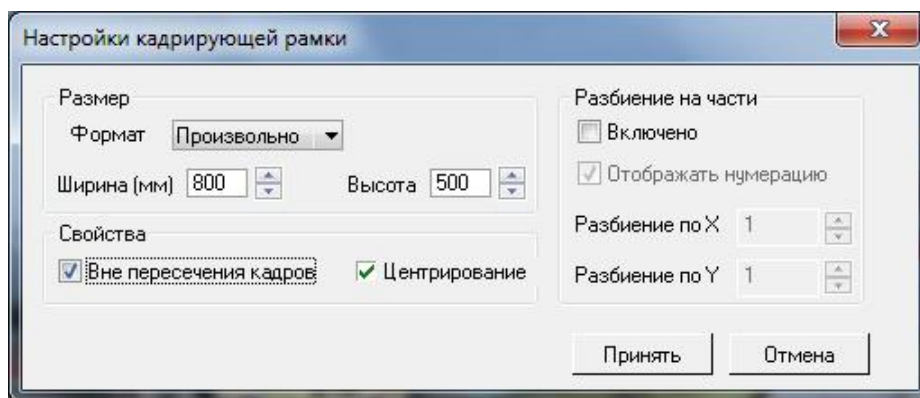 Настройки кадрирующей рамки
Размер
Формат Произвольно
Ширина (мм) 800 Высота 500
Свойства
Вне пересечения кадров Центрирование
Разбиение на части
Включено
Отображать нумерацию
Разбиение по X 1
Разбиение по Y 1
Принять Отмена